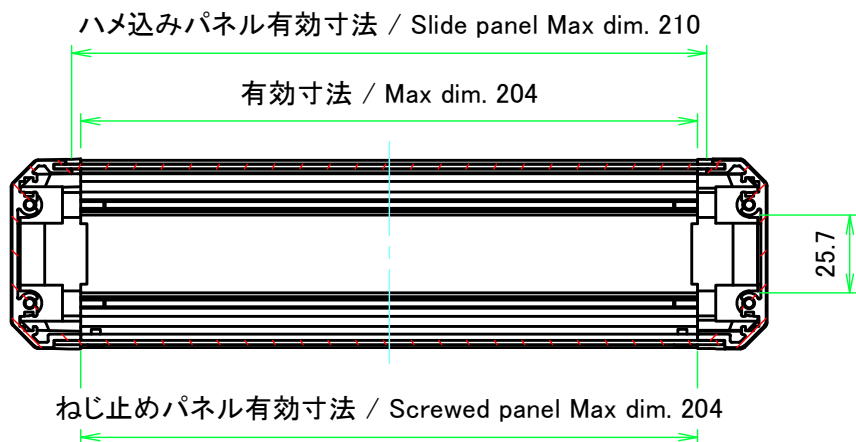 ハメ込みパネル有効寸法 / Slide panel Max dim. 210
有効寸法 / Max dim. 204
25.7
ねじ止めパネル有効寸法 / Screwed panel Max dim. 204